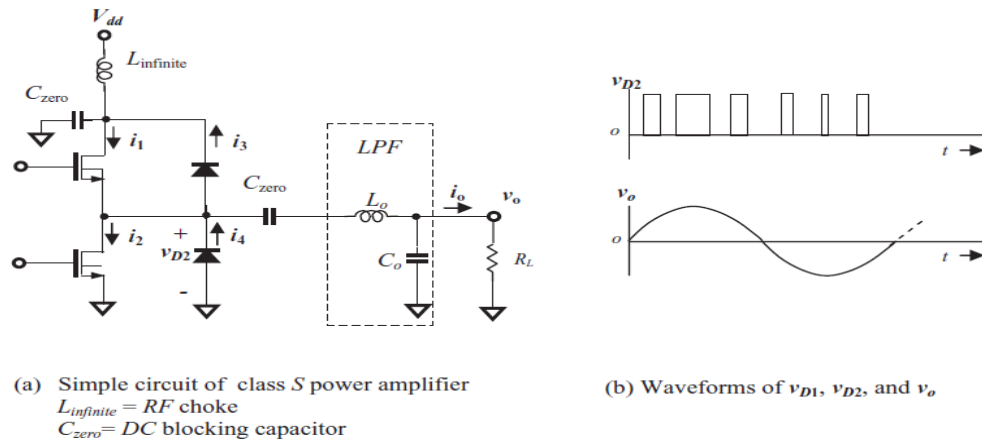 V_dd
L_infinite
C_zero
i_1
i_3
LPF
C_zero
L_o
i_o
v_o
i_2
+
v_D2
-
i_4
C_o
R_L
(a) Simple circuit of class S power amplifier
L_infinite = RF choke
C_zero= DC blocking capacitor
v_D2
o
t
v_o
o
t
(b) Waveforms of v_D1, v_D2, and v_o